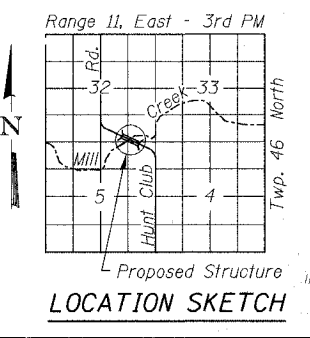 Range 11, East - 3rd PM
Rd.
32
33
Creek
N
Twp. 46 North
Mill
5
Hunt Club
4
Proposed Structure
LOCATION SKETCH